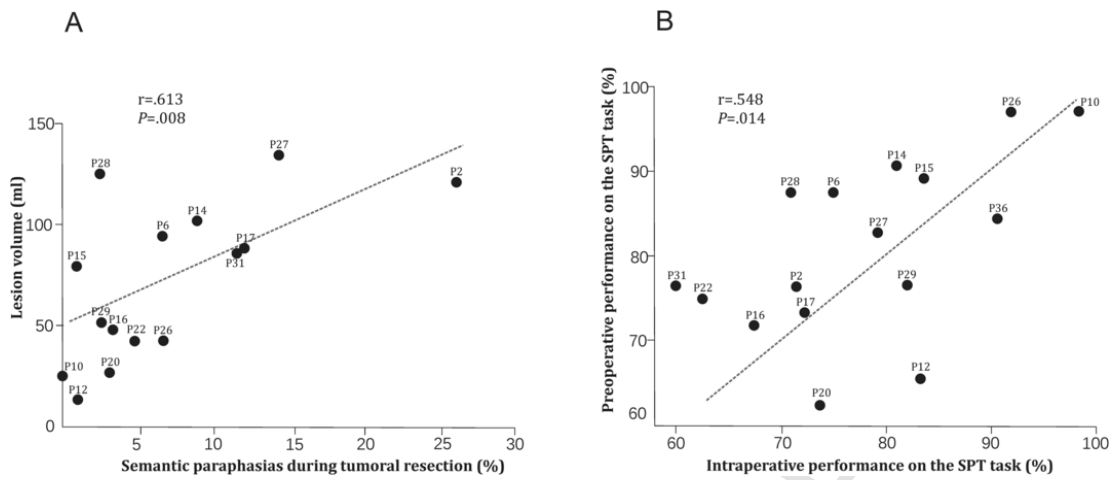 A
r=.613
P=.008
Lesion volume (ml)
150
100
50
0
P28
P27
P2
P14
P6
P17
P31
P15
P29
P16
P22
P26
P10
P20
P12
5
10
15
20
25
30
Semantic paraphasias during tumoral resection (%)
B
r=.548
P=.014
Preoperative performance on the SPT task (%)
100
90
80
70
60
P26
P10
P14
P15
P28
P6
P36
P27
P31
P22
P2
P29
P17
P16
P12
P20
60
70
80
90
100
Intraperative performance on the SPT task (%)